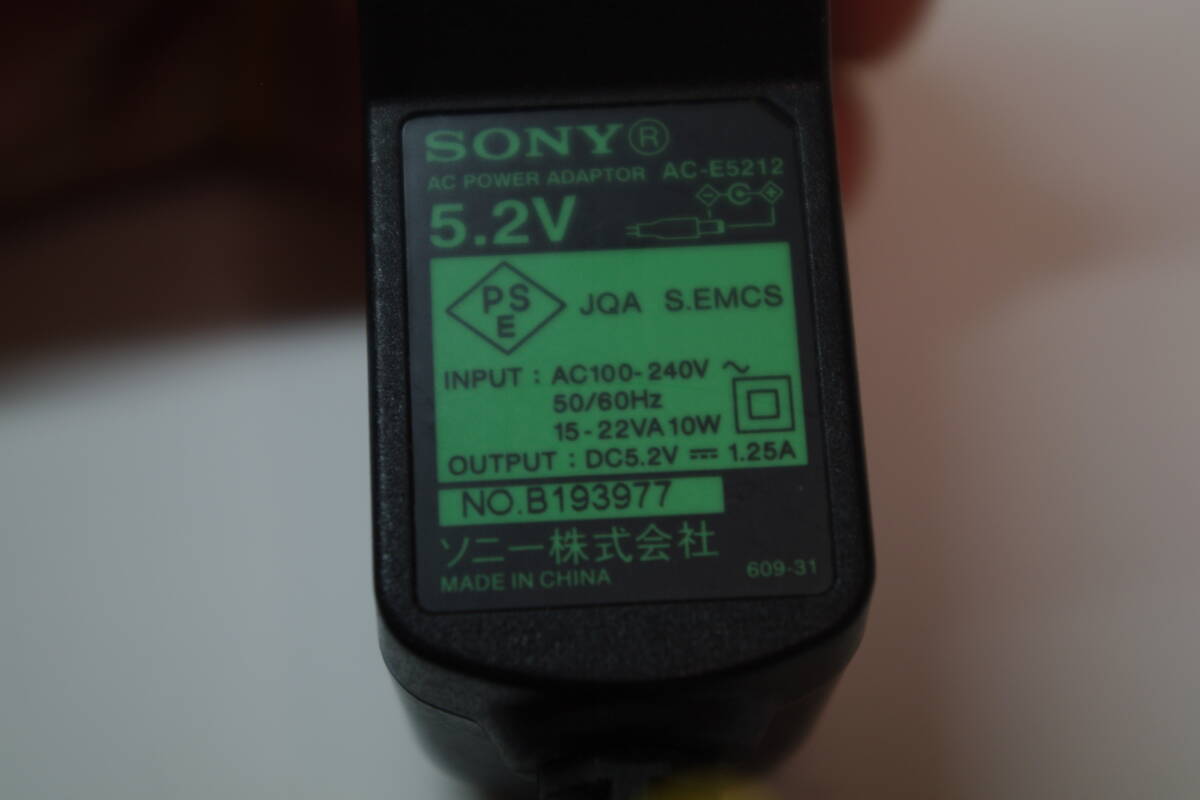 SONY®
AC POWER ADAPTOR AC-E5212
5.2V
PSE JQA S.EMCS
INPUT : AC100-240V ~
50/60Hz
15-22VA 10W
OUTPUT : DC5.2V ⎓ 1.25A
NO.B193977
ソニー株式会社
MADE IN CHINA 609-31